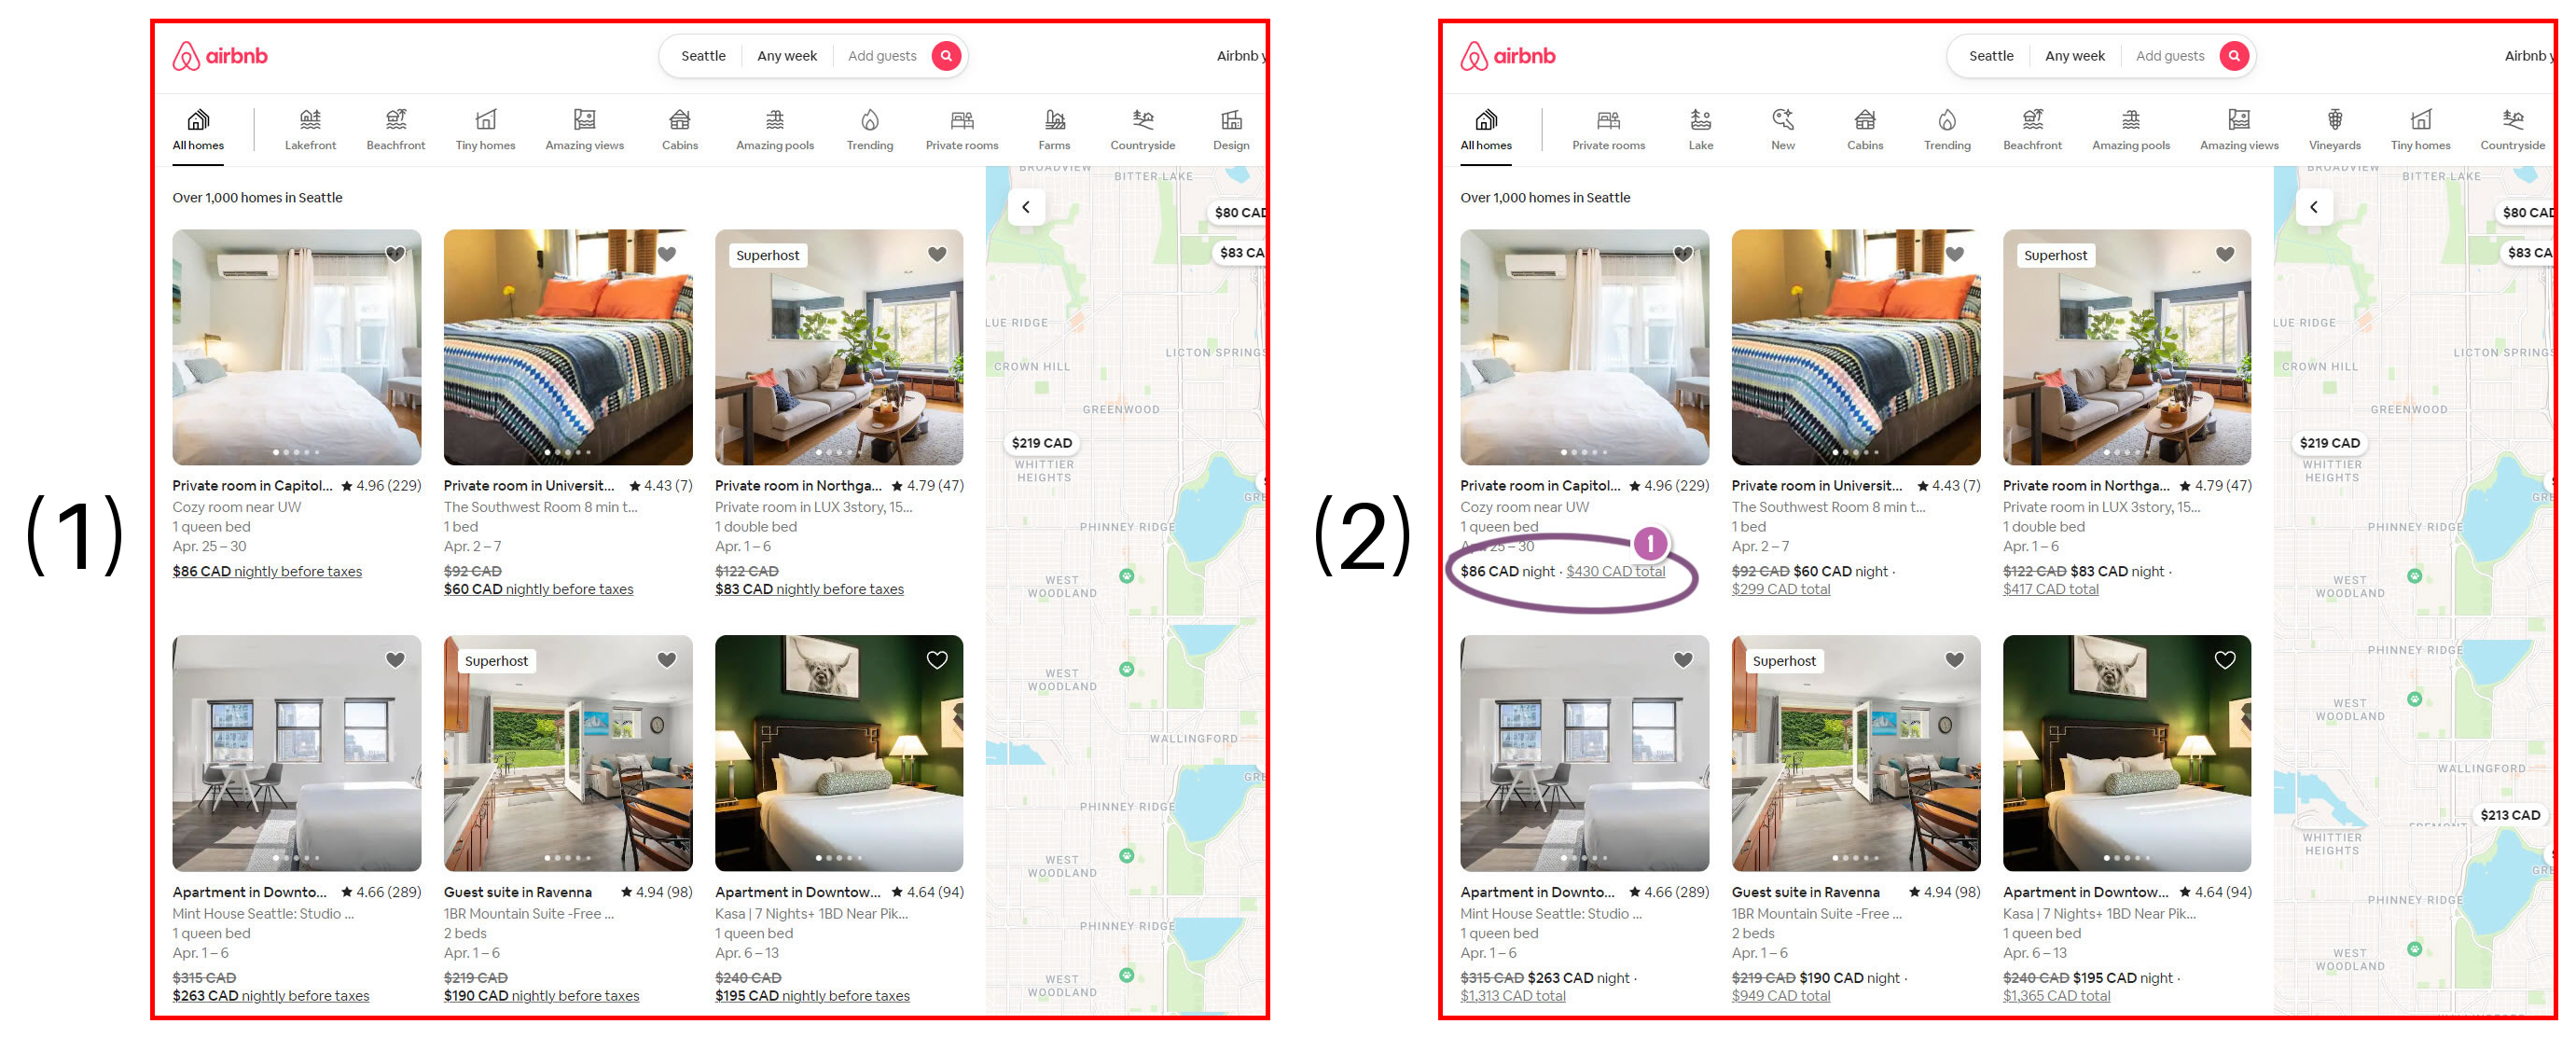 (1)
airbnb
Seattle Any week Add guests
Airbnb y
All homes Lakefront Beachfront Tiny homes Amazing views Cabins Amazing pools Trending Private rooms Farms Countryside Design
Over 1,000 homes in Seattle
Superhost
Private room in Capitol... ★ 4.96 (229)
Cozy room near UW
1 queen bed
Apr. 25 – 30
$86 CAD nightly before taxes
Private room in Universit... ★ 4.43 (7)
The Southwest Room 8 min t...
1 bed
Apr. 2 – 7
$92 CAD
$60 CAD nightly before taxes
Private room in Northga... ★ 4.79 (47)
Private room in LUX 3story, 15...
1 double bed
Apr. 1 – 6
$122 CAD
$83 CAD nightly before taxes
Superhost
Apartment in Downto... ★ 4.66 (289)
Mint House Seattle: Studio ...
1 queen bed
Apr. 1 – 6
$315 CAD
$263 CAD nightly before taxes
Guest suite in Ravenna ★ 4.94 (98)
1BR Mountain Suite -Free ...
2 beds
Apr. 1 – 6
$219 CAD
$190 CAD nightly before taxes
Apartment in Downtow... ★ 4.64 (94)
Kasa | 7 Nights+ 1BD Near Pik...
1 queen bed
Apr. 6 – 13
$240 CAD
$195 CAD nightly before taxes
BROADVIEW
BITTER LAKE
$80 CAD
$83 CA
LUE RIDGE
LICTON SPRINGS
CROWN HILL
GREENWOOD
$219 CAD
WHITTIER
HEIGHTS
GRE
PHINNEY RIDGE
WEST
WOODLAND
WEST
WOODLAND
WALLINGFORD
GRE
PHINNEY RIDGE
WEST
WOODLAND
PHINNEY RIDGE
WEST
WOODLAND
(2)
airbnb
Seattle Any week Add guests
Airbnb y
All homes Private rooms Lake New Cabins Trending Beachfront Amazing pools Amazing views Vineyards Tiny homes Countryside
Over 1,000 homes in Seattle
Superhost
Private room in Capitol... ★ 4.96 (229)
Cozy room near UW
1 queen bed
Apr. 25 – 30
1
$86 CAD night · $430 CAD total
Private room in Universit... ★ 4.43 (7)
The Southwest Room 8 min t...
1 bed
Apr. 2 – 7
$92 CAD $60 CAD night ·
$299 CAD total
Private room in Northga... ★ 4.79 (47)
Private room in LUX 3story, 15...
1 double bed
Apr. 1 – 6
$122 CAD $83 CAD night ·
$417 CAD total
Superhost
Apartment in Downto... ★ 4.66 (289)
Mint House Seattle: Studio ...
1 queen bed
Apr. 1 – 6
$315 CAD $263 CAD night ·
$1,313 CAD total
Guest suite in Ravenna ★ 4.94 (98)
1BR Mountain Suite -Free ...
2 beds
Apr. 1 – 6
$219 CAD $190 CAD night ·
$949 CAD total
Apartment in Downtow... ★ 4.64 (94)
Kasa | 7 Nights+ 1BD Near Pik...
1 queen bed
Apr. 6 – 13
$240 CAD $195 CAD night ·
$1,365 CAD total
BROADVIEW
BITTER LAKE
$80 CAD
$83 CA
LUE RIDGE
LICTON SPRINGS
CROWN HILL
GREENWOOD
$219 CAD
WHITTIER
HEIGHTS
GRE
PHINNEY RIDGE
WEST
WOODLAND
PHINNEY RIDGE
WEST
WOODLAND
WALLINGFORD
$213 CAD
WHITTIER
HEIGHTS
GRE
PHINNEY RIDGE
WEST
WOODLAND